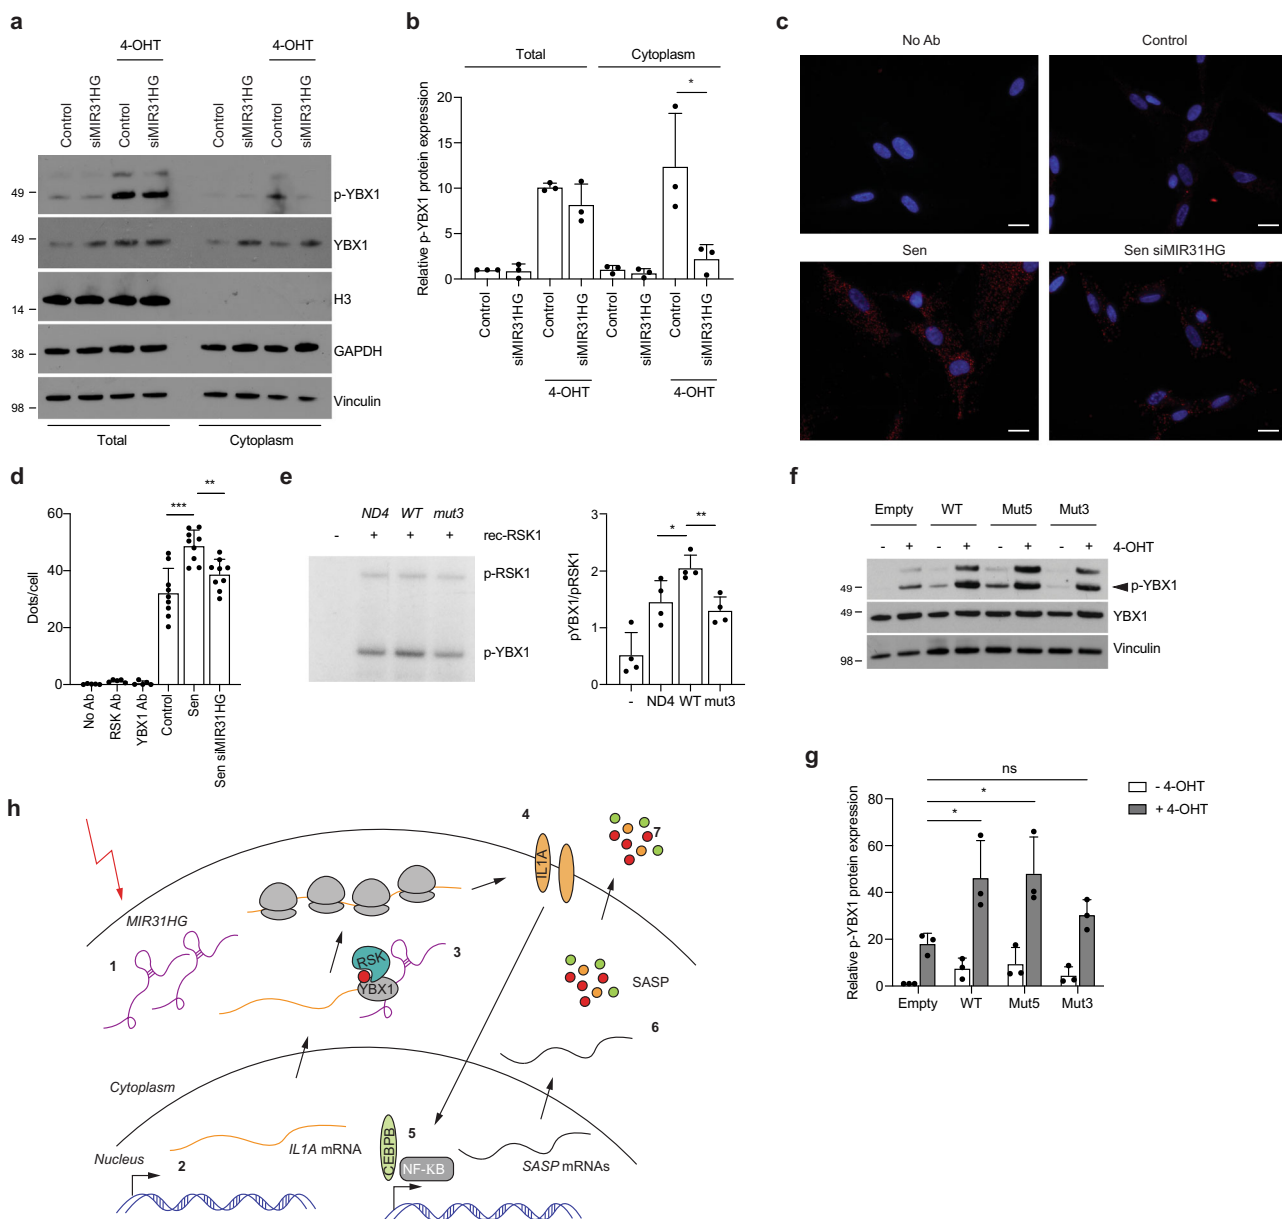 a
4-OHT
4-OHT
Control
siMIR31HG
Control
siMIR31HG
Control
siMIR31HG
Control
siMIR31HG
49
p-YBX1
49
YBX1
14
H3
38
GAPDH
98
Vinculin
Total
Cytoplasm
b
Total
Cytoplasm
*
Relative p-YBX1 protein expression
20
15
10
5
0
Control
siMIR31HG
Control
siMIR31HG
Control
siMIR31HG
Control
siMIR31HG
4-OHT
4-OHT
c
No Ab
Control
Sen
Sen siMIR31HG
d
Dots/cell
60
40
20
0
***
**
No Ab
RSK Ab
YBX1 Ab
Control
Sen
Sen siMIR31HG
e
ND4 WT mut3
- + + + rec-RSK1
p-RSK1
p-YBX1
pYBX1/pRSK1
3
2
1
0
*
**
- ND4 WT mut3
f
Empty WT Mut5 Mut3
- + - + - + - + 4-OHT
49
p-YBX1
49
YBX1
98
Vinculin
g
ns
*
*
- 4-OHT
+ 4-OHT
Relative p-YBX1 protein expression
80
60
40
20
0
Empty WT Mut5 Mut3
h
MIR31HG
1
RSK
YBX1
3
4
IL1A
7
SASP
6
Cytoplasm
Nucleus
2
IL1A mRNA
CEBPB
5
NF-KB
SASP mRNAs